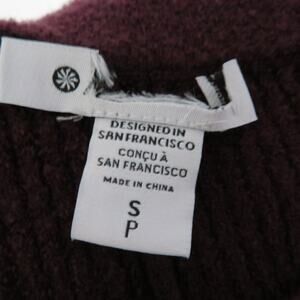 DESIGNED IN
SAN FRANCISCO
CONÇU À
SAN FRANCISCO
MADE IN CHINA
S
P